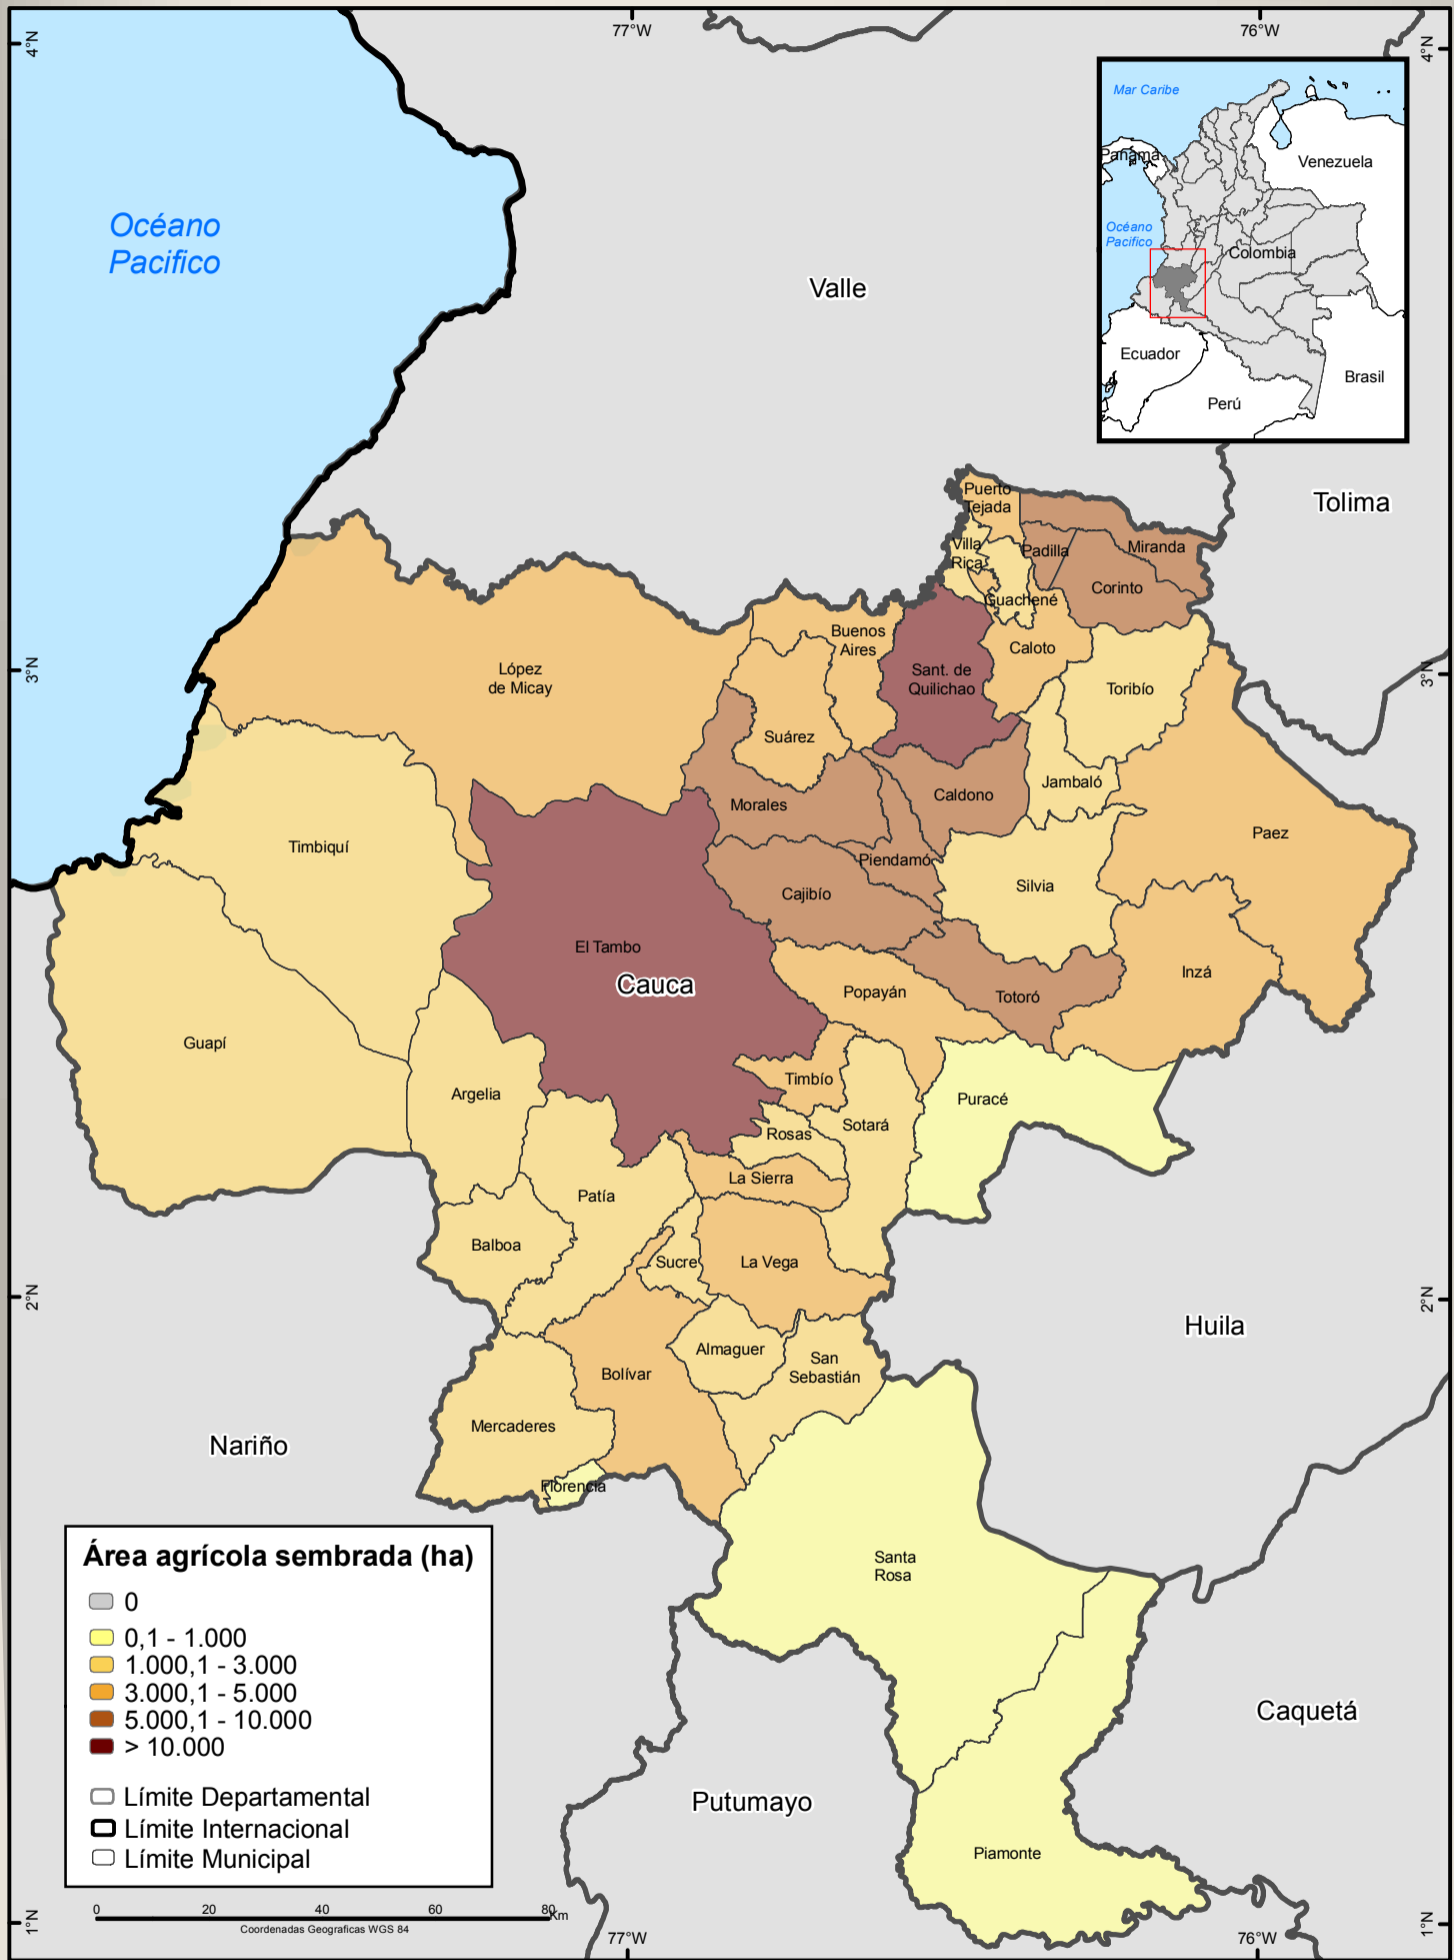 77°W
76°W
4°N
4°N
Mar Caribe
Panamá
Venezuela
Océano
Pacifico
Colombia
Ecuador
Brasil
Perú
Océano
Pacifico
Valle
Tolima
Puerto
Tejada
Villa
Rica
Padilla
Miranda
Corinto
Guachené
Buenos
Aires
Caloto
3°N
3°N
López
de Micay
Sant. de
Quilichao
Toribío
Suárez
Jambaló
Morales
Caldono
Paez
Timbiquí
Piendamó
Silvia
Cajibío
El Tambo
Cauca
Popayán
Totoró
Inzá
Guapí
Timbío
Argelia
Puracé
Rosas
Sotará
La Sierra
Patía
Balboa
Sucre
La Vega
2°N
2°N
Huila
Almaguer
San
Sebastián
Bolívar
Mercaderes
Nariño
Florencia
Santa
Rosa
Área agrícola sembrada (ha)
0
0,1 - 1.000
1.000,1 - 3.000
3.000,1 - 5.000
5.000,1 - 10.000
> 10.000
Límite Departamental
Límite Internacional
Límite Municipal
Caquetá
Putumayo
Piamonte
0 20 40 60 80 Km
Coordenadas Geograficas WGS 84
1°N
1°N
77°W
76°W